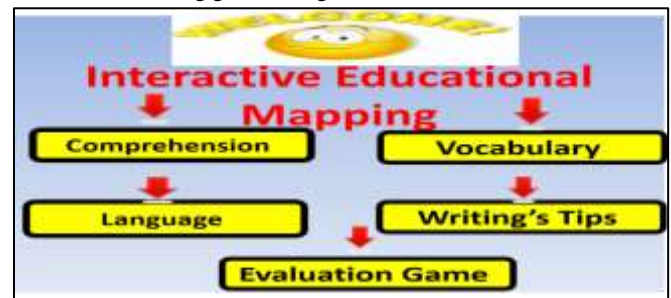 WELCOME!
Interactive Educational
Mapping
Comprehension
Vocabulary
Language
Writing's Tips
Evaluation Game